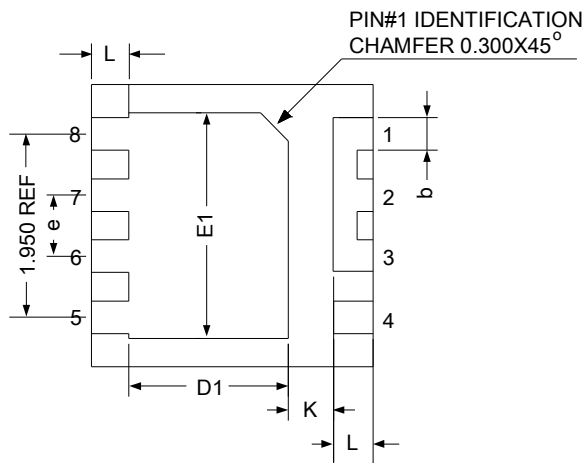 PIN#1 IDENTIFICATION
CHAMFER 0.300X45°
L
8
7
6
5
1.950 REF
e
E1
1
2
3
4
b
D1
K
L